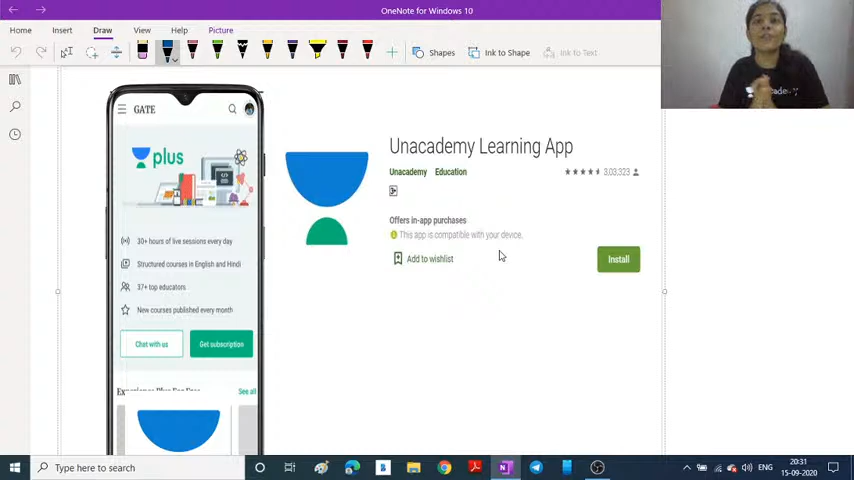 OneNote for Windows 10
Home Insert Draw View Help Picture
Shapes Ink to Shape Ink to Text
GATE
plus
30+ hours of live sessions every day
Structured courses in English and Hindi
37+ top educators
New courses published every month
Chat with us Get subscription
See all
Unacademy Learning App
Unacademy Education
3,03,323
Offers in-app purchases
This app is compatible with your device.
Add to wishlist
Install
Type here to search
ENG
20:31
15-09-2020